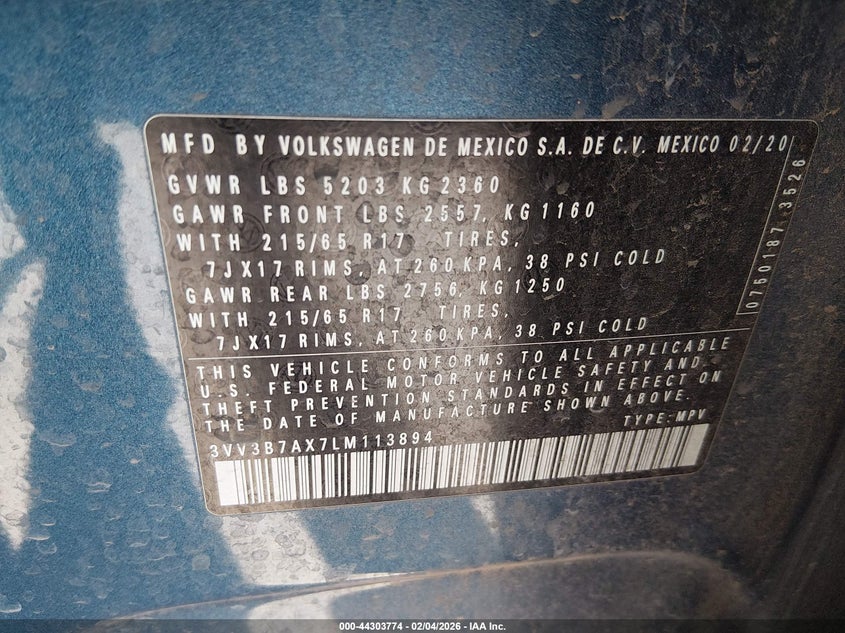 MFD BY VOLKSWAGEN DE MEXICO S.A. DE C.V. MEXICO 02/20
GVWR LBS 5203 KG 2360
GAWR FRONT LBS 2557, KG 1160
WITH 215/65 R17 TIRES,
7JX17 RIMS, AT 260 KPA, 38 PSI COLD
GAWR REAR LBS 2756, KG 1250
WITH 215/65 R17 TIRES,
7JX17 RIMS, AT 260 KPA, 38 PSI COLD
THIS VEHICLE CONFORMS TO ALL APPLICABLE
U.S. FEDERAL MOTOR VEHICLE SAFETY AND
THEFT PREVENTION STANDARDS IN EFFECT ON
THE DATE OF MANUFACTURE SHOWN ABOVE.
TYPE: MPV
3VV3B7AX7LM113894
0760187 3526
000-44303774 - 02/04/2026 - IAA Inc.